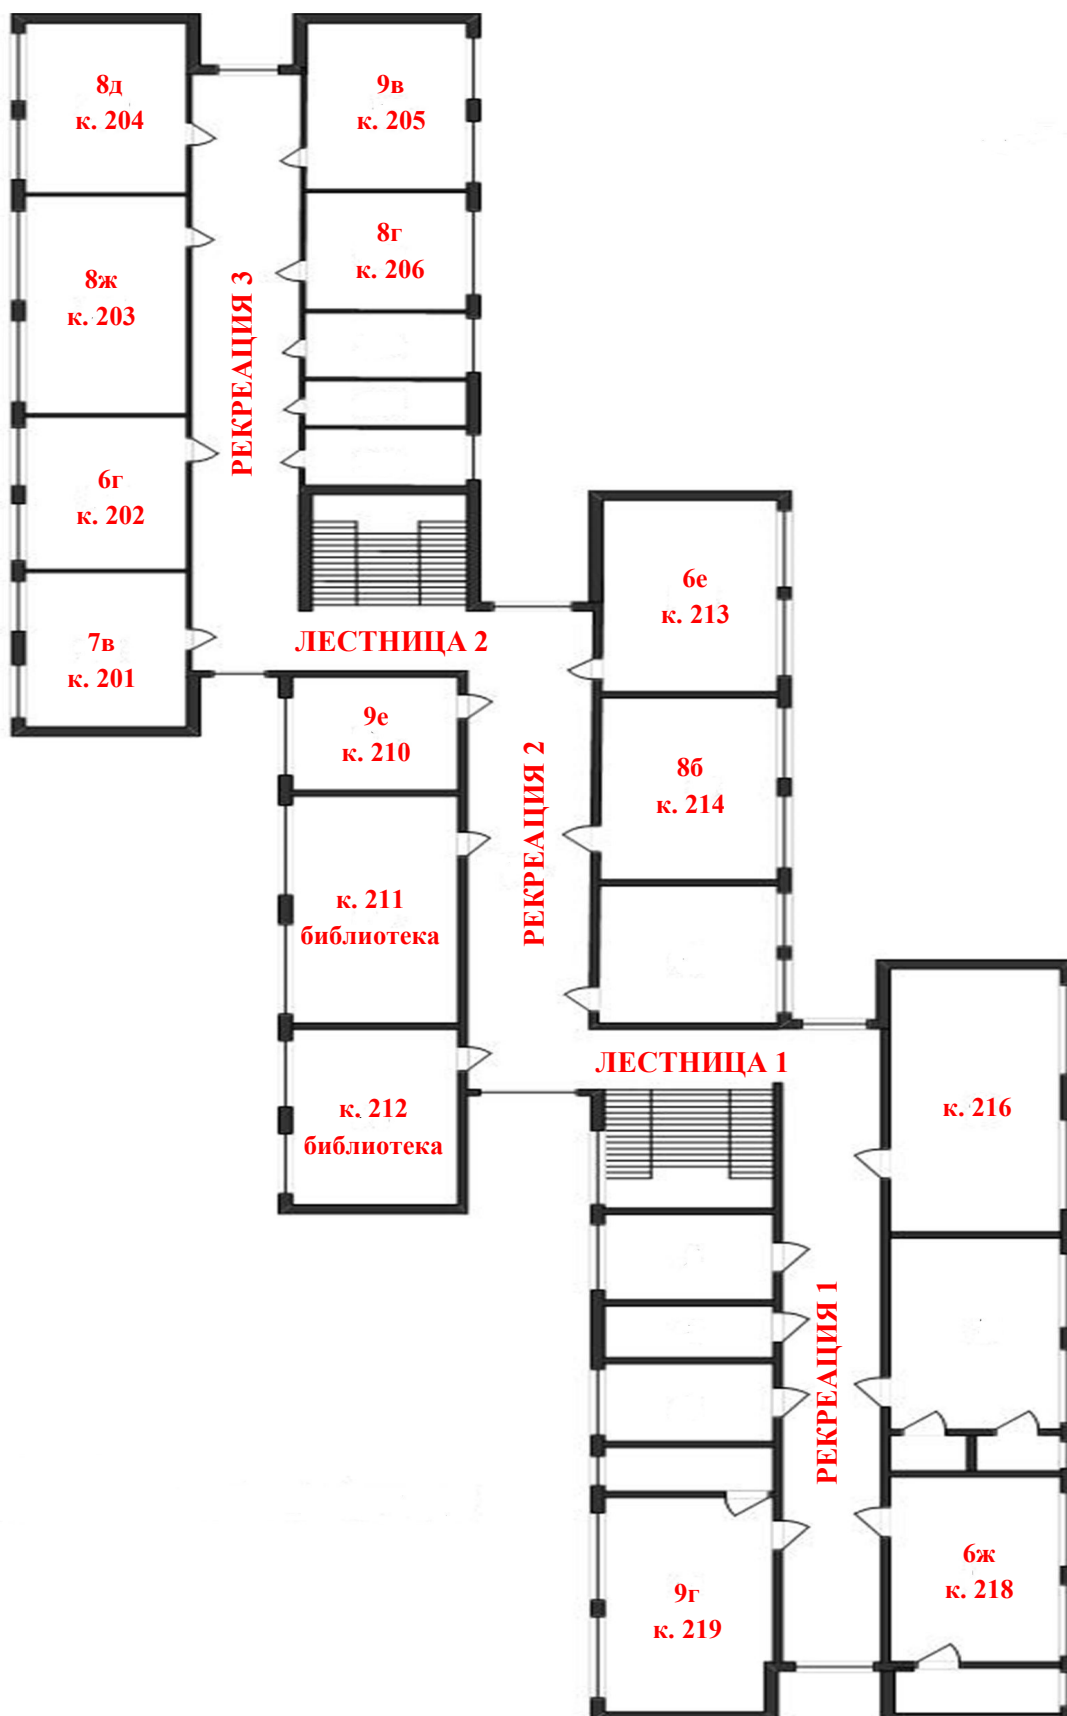 8д
к. 204
9в
к. 205
8г
к. 206
8ж
к. 203
РЕКРЕАЦИЯ 3
6г
к. 202
7в
к. 201
ЛЕСТНИЦА 2
6е
к. 213
9е
к. 210
8б
к. 214
РЕКРЕАЦИЯ 2
к. 211
библиотека
ЛЕСТНИЦА 1
к. 212
библиотека
к. 216
РЕКРЕАЦИЯ 1
6ж
к. 218
9г
к. 219